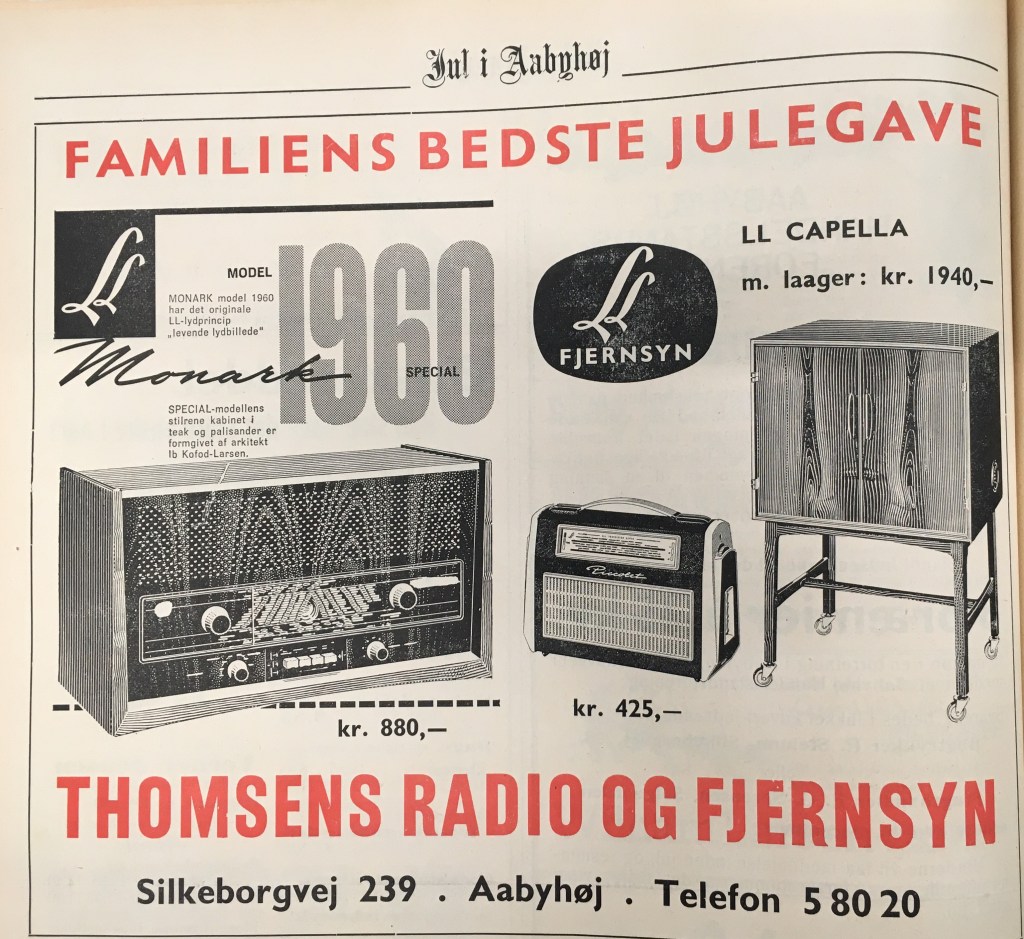 Jul i Aabyhøj
FAMILIENS BEDSTE JULEGAVE
LL
MODEL
1960
MONARK model 1960
har det originale
LL-lydprincip
„levende lydbillede"
Monark
SPECIAL
SPECIAL-modellens
stilrene kabinet i
teak og palisander er
formgivet af arkitekt
Ib Kofod-Larsen.
kr. 880,—
LL
FJERNSYN
LL CAPELLA
m. laager: kr. 1940,—
Piccolet
kr. 425,—
THOMSENS RADIO OG FJERNSYN
Silkeborgvej 239 . Aabyhøj . Telefon 5 80 20